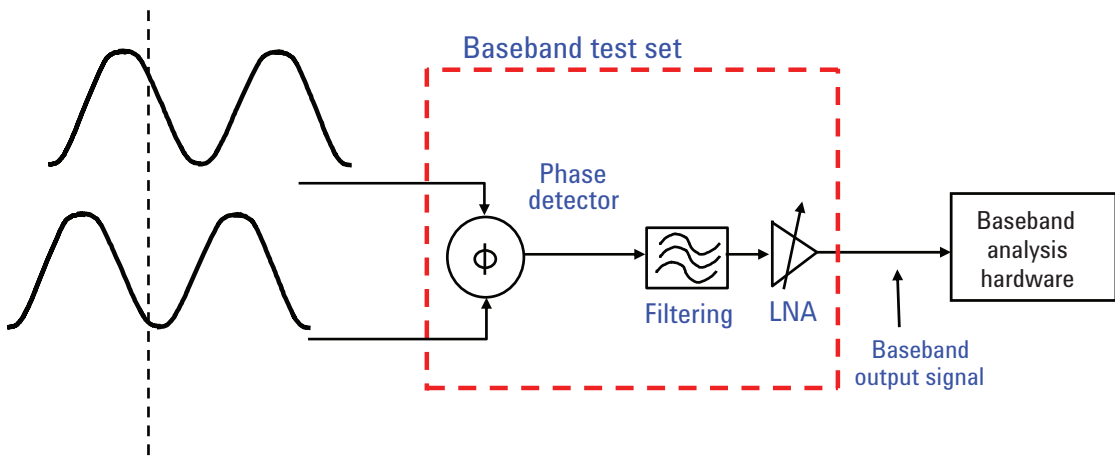 Baseband test set
Phase
detector
Φ
Filtering
LNA
Baseband
output signal
Baseband
analysis
hardware